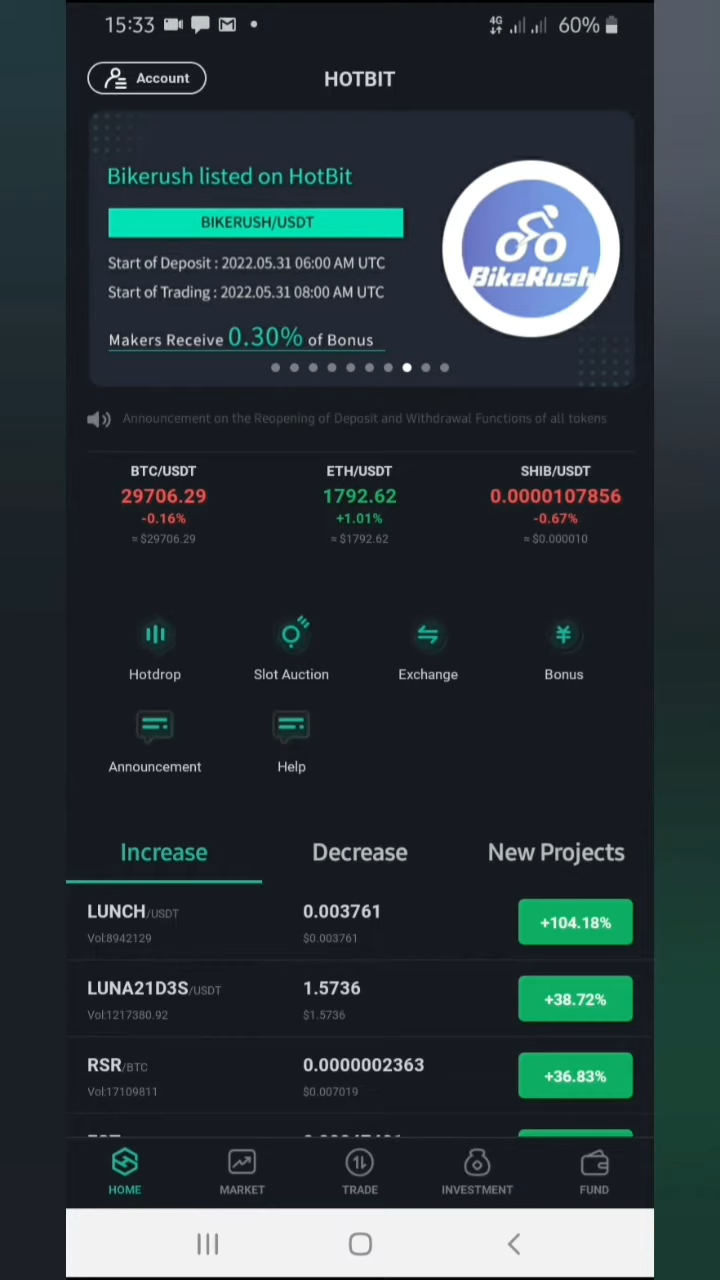 15:33 4G 60%
Account HOTBIT
Bikerush listed on HotBit
BIKERUSH/USDT
Start of Deposit : 2022.05.31 06:00 AM UTC
Start of Trading : 2022.05.31 08:00 AM UTC
Makers Receive 0.30% of Bonus
BikeRush
Announcement on the Reopening of Deposit and Withdrawal Functions of all tokens
BTC/USDT ETH/USDT SHIB/USDT
29706.29 1792.62 0.0000107856
-0.16% +1.01% -0.67%
≈ $29706.29 ≈ $1792.62 ≈ $0.000010
Hotdrop Slot Auction Exchange Bonus
Announcement Help
Increase Decrease New Projects
LUNCH/USDT 0.003761 +104.18%
Vol:8942129 $0.003761
LUNA21D3S/USDT 1.5736 +38.72%
Vol:1217380.92 $1.5736
RSR/BTC 0.0000002363 +36.83%
Vol:17109811 $0.007019
HOME MARKET TRADE INVESTMENT FUND